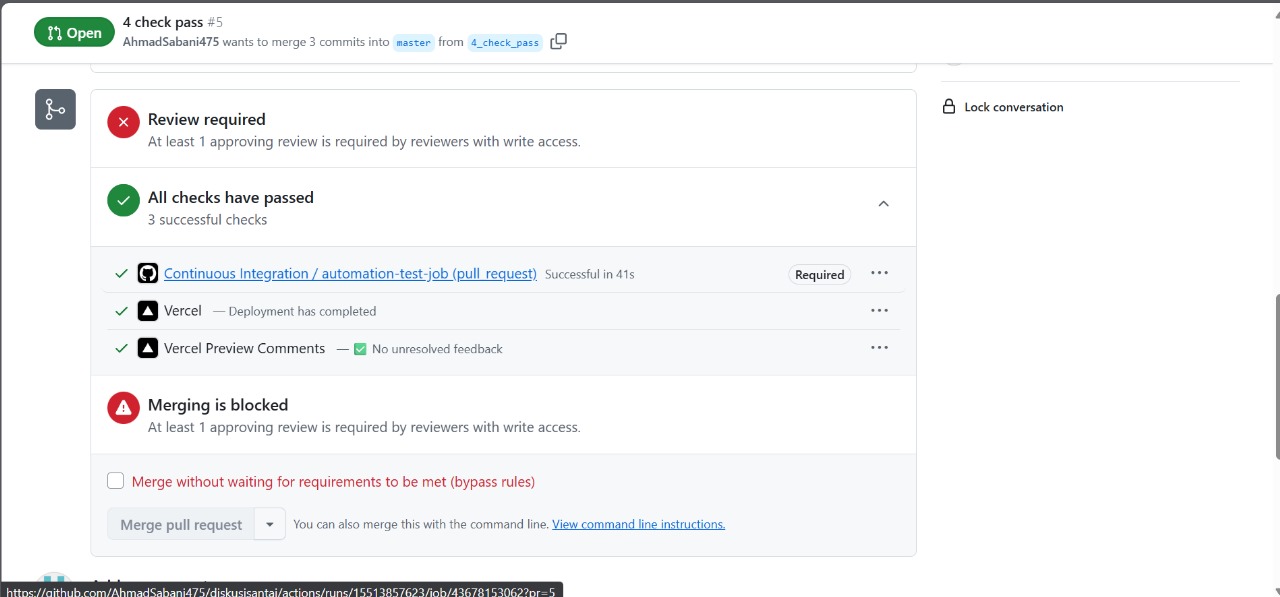 Open
4 check pass #5
AhmadSabani475 wants to merge 3 commits into master from 4_check_pass
Lock conversation
Review required
At least 1 approving review is required by reviewers with write access.
All checks have passed
3 successful checks
Continuous Integration / automation-test-job (pull_request) Successful in 41s Required
Vercel — Deployment has completed
Vercel Preview Comments — ✅ No unresolved feedback
Merging is blocked
At least 1 approving review is required by reviewers with write access.
Merge without waiting for requirements to be met (bypass rules)
Merge pull request You can also merge this with the command line. View command line instructions.
https://github.com/AhmadSabani475/diskusisantai/actions/runs/15513857623/job/43678153062?pr=5